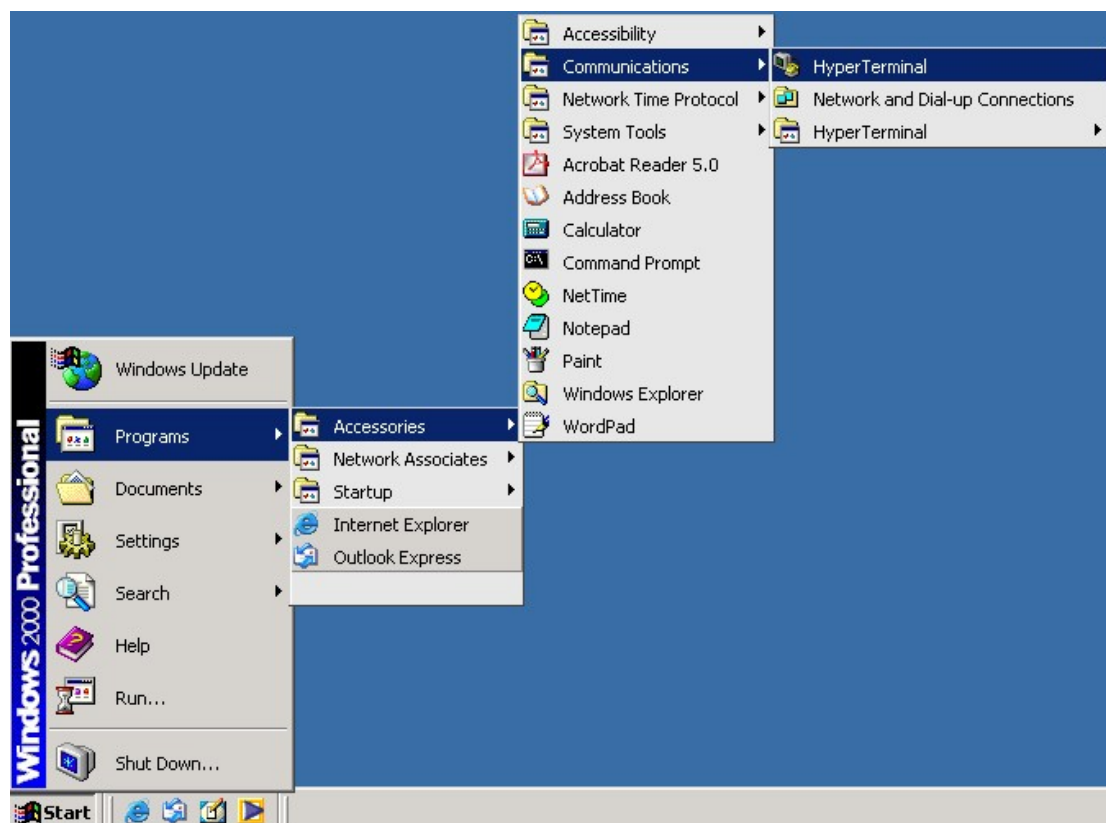 Accessibility
Communications
Network Time Protocol
System Tools
Acrobat Reader 5.0
Address Book
Calculator
Command Prompt
NetTime
Notepad
Paint
Windows Explorer
WordPad
HyperTerminal
Network and Dial-up Connections
HyperTerminal
Windows Update
Programs
Documents
Settings
Search
Help
Run...
Shut Down...
Accessories
Network Associates
Startup
Internet Explorer
Outlook Express
Windows 2000 Professional
Start